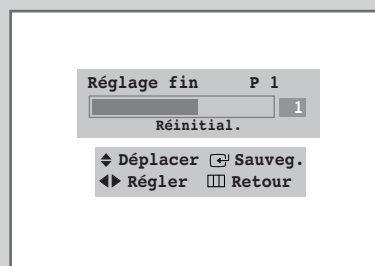 Réglage fin P 1
1
Réinitial.
Déplacer Sauveg.
Régler Retour